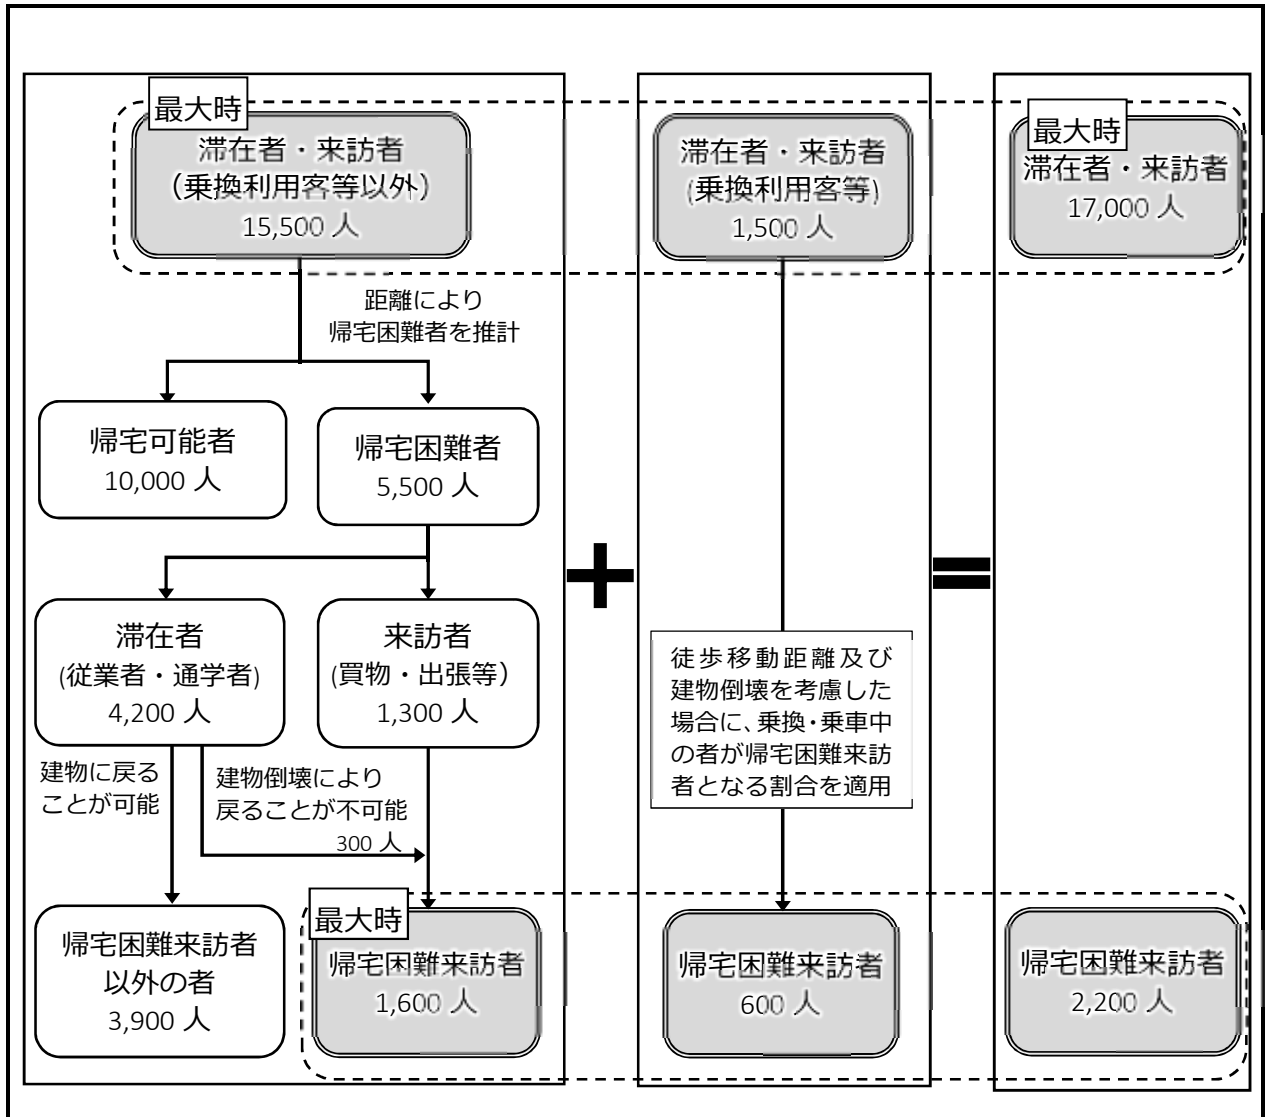 最大時
滞在者・来訪者
（乗換利用客等以外）
15,500 人
距離により
帰宅困難者を推計
帰宅可能者
10,000 人
帰宅困難者
5,500 人
滞在者
(従業者・通学者)
4,200 人
来訪者
(買物・出張等）
1,300 人
建物に戻る
ことが可能
建物倒壊により
戻ることが不可能
300 人
帰宅困難来訪者
以外の者
3,900 人
最大時
帰宅困難来訪者
1,600 人
+
滞在者・来訪者
(乗換利用客等)
1,500 人
徒歩移動距離及び
建物倒壊を考慮した
場合に、乗換・乗車中
の者が帰宅困難来訪
者となる割合を適用
帰宅困難来訪者
600 人
=
最大時
滞在者・来訪者
17,000 人
帰宅困難来訪者
2,200 人